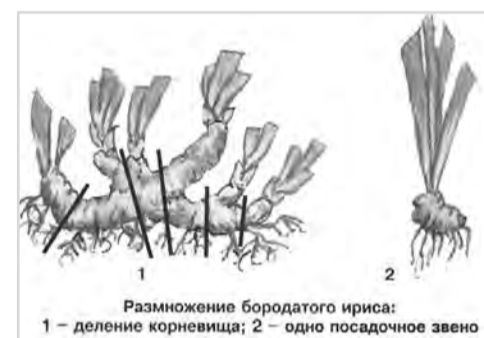 1
2
Размножение бородатого ириса:
1 – деление корневища; 2 – одно посадочное звено